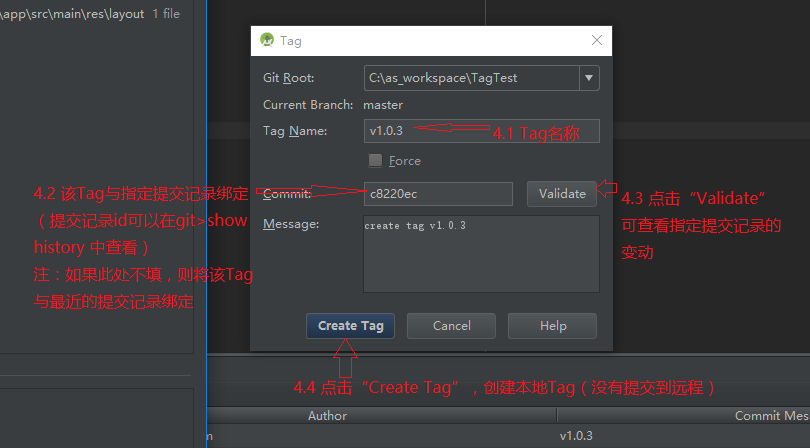 \app\src\main\res\layout 1 file
Tag
Git Root: C:\as_workspace\TagTest
Current Branch: master
Tag Name: v1.0.3
4.1 Tag名称
Force
4.2 该Tag与指定提交记录绑定
（提交记录id可以在git>show
history 中查看）
注：如果此处不填，则将该Tag
与最近的提交记录绑定
Commit: c8220ec Validate
4.3 点击“Validate”
可查看指定提交记录的
变动
Message: create tag v1.0.3
Create Tag Cancel Help
4.4 点击“Create Tag”，创建本地Tag（没有提交到远程）
Author Commit Mes
m v1.0.3